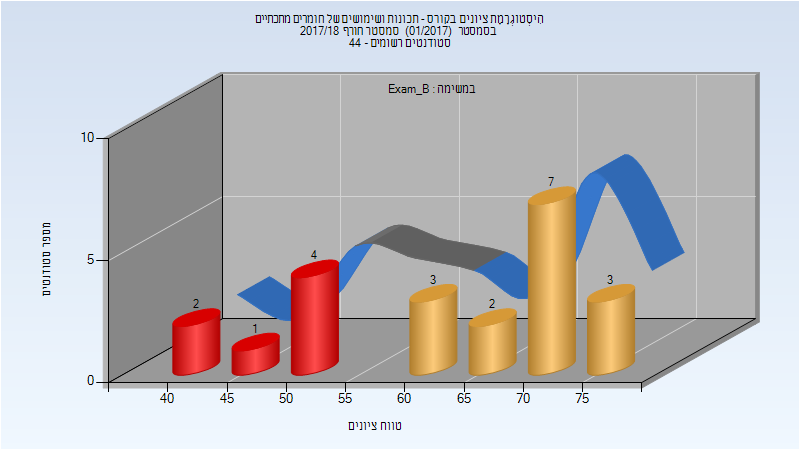 היסטוגרמת ציונים בקורס - תכונות ושימושים של חומרים מתכתיים
בסמסטר (01/2017) סמסטר חורף 2017/18
סטודנטים רשומים - 44
במשימה : Exam_B
10
5
0
מספר סטודנטים
2
1
4
3
2
7
3
40 45 50 55 60 65 70 75
טווח ציונים